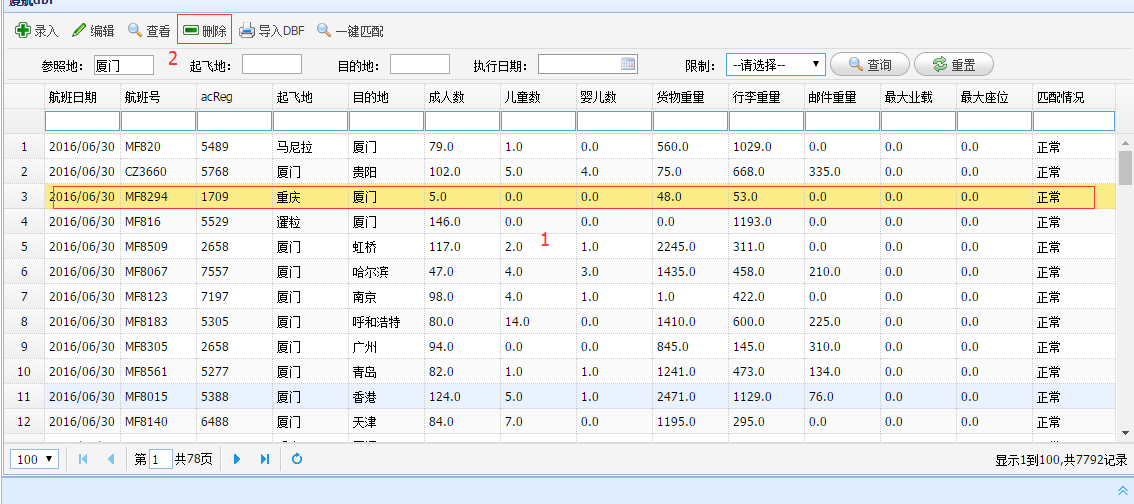 厦航dbf
录入 编辑 查看 删除 导入DBF 一键匹配
参照地: 厦门 起飞地: 目的地: 执行日期: 限制: --请选择-- 查询 重置
2
航班日期 航班号 acReg 起飞地 目的地 成人数 儿童数 婴儿数 货物重量 行李重量 邮件重量 最大业载 最大座位 匹配情况
1 2016/06/30 MF820 5489 马尼拉 厦门 79.0 1.0 0.0 560.0 1029.0 0.0 0.0 0.0 正常
2 2016/06/30 CZ3660 5768 厦门 贵阳 102.0 5.0 4.0 75.0 668.0 335.0 0.0 0.0 正常
3 2016/06/30 MF8294 1709 重庆 厦门 5.0 0.0 0.0 48.0 53.0 0.0 0.0 0.0 正常
4 2016/06/30 MF816 5529 暹粒 厦门 146.0 0.0 0.0 0.0 1193.0 0.0 0.0 0.0 正常
1
5 2016/06/30 MF8509 2658 厦门 虹桥 117.0 2.0 1.0 2245.0 311.0 0.0 0.0 0.0 正常
6 2016/06/30 MF8067 7557 厦门 哈尔滨 47.0 4.0 3.0 1435.0 458.0 210.0 0.0 0.0 正常
7 2016/06/30 MF8123 7197 厦门 南京 98.0 4.0 1.0 1.0 422.0 0.0 0.0 0.0 正常
8 2016/06/30 MF8183 5305 厦门 呼和浩特 80.0 14.0 0.0 1410.0 600.0 225.0 0.0 0.0 正常
9 2016/06/30 MF8305 2658 厦门 广州 94.0 0.0 0.0 845.0 145.0 310.0 0.0 0.0 正常
10 2016/06/30 MF8561 5277 厦门 青岛 82.0 1.0 1.0 1241.0 473.0 134.0 0.0 0.0 正常
11 2016/06/30 MF8015 5388 厦门 香港 124.0 5.0 1.0 2471.0 1129.0 76.0 0.0 0.0 正常
12 2016/06/30 MF8140 6488 厦门 天津 84.0 7.0 0.0 1195.0 295.0 0.0 0.0 0.0 正常
100 第 1 共78页 显示1到100,共7792记录